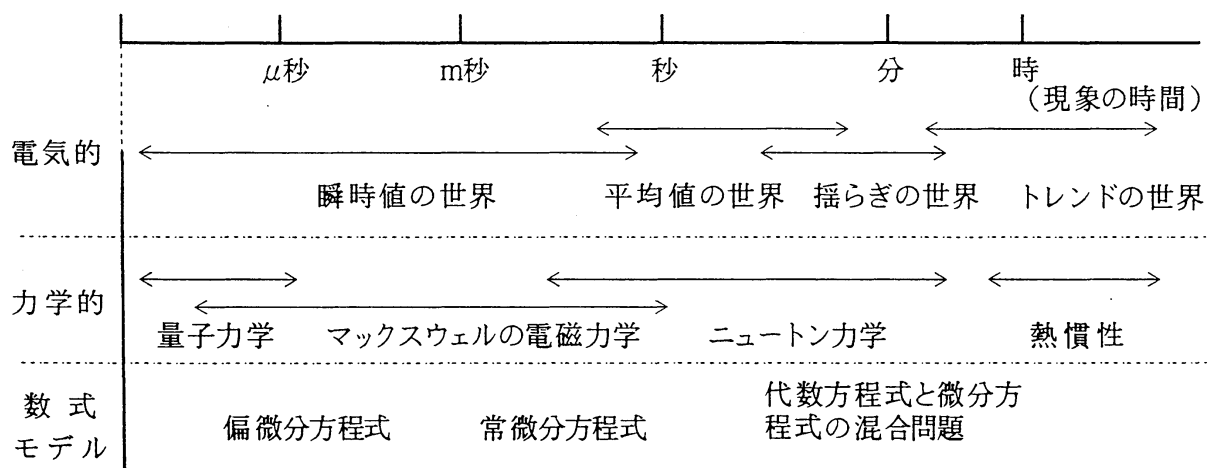 μ秒 m秒 秒 分 時
(現象の時間)
電気的
瞬時値の世界 平均値の世界 揺らぎの世界 トレンドの世界
力学的
量子力学 マックスウェルの電磁力学 ニュートン力学 熱慣性
数式
モデル
偏微分方程式 常微分方程式
代数方程式と微分方
程式の混合問題